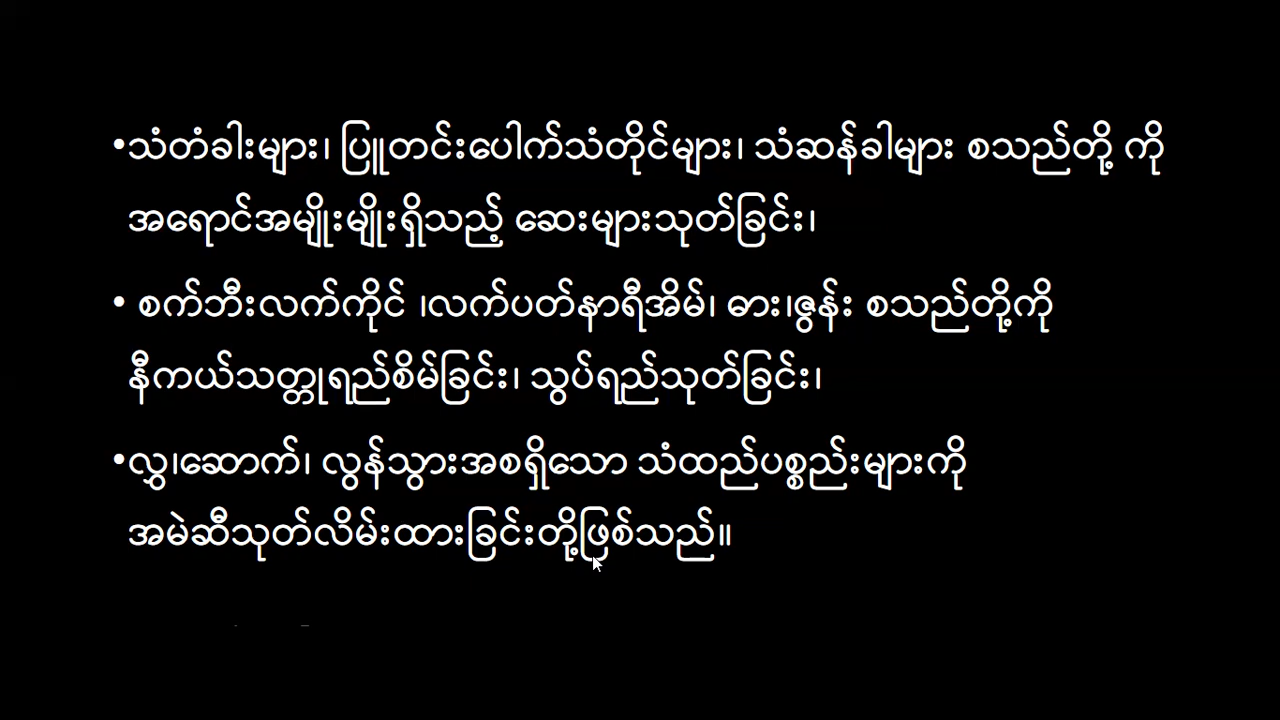 •သံတံခါးများ၊ ပြူတင်းပေါက်သံတိုင်များ၊ သံဆန်ခါများ စသည်တို့ ကို
အရောင်အမျိုးမျိုးရှိသည့် ဆေးများသုတ်ခြင်း၊
• စက်ဘီးလက်ကိုင် ၊လက်ပတ်နာရီအိမ်၊ ဓား၊ဇွန်း စသည်တို့ကို
နီကယ်သတ္တုရည်စိမ်ခြင်း၊ သွပ်ရည်သုတ်ခြင်း၊
•လွှ၊ဆောက်၊ လွန်သွားအစရှိသော သံထည်ပစ္စည်းများကို
အမဲဆီသုတ်လိမ်းထားခြင်းတို့ဖြစ်သည်။